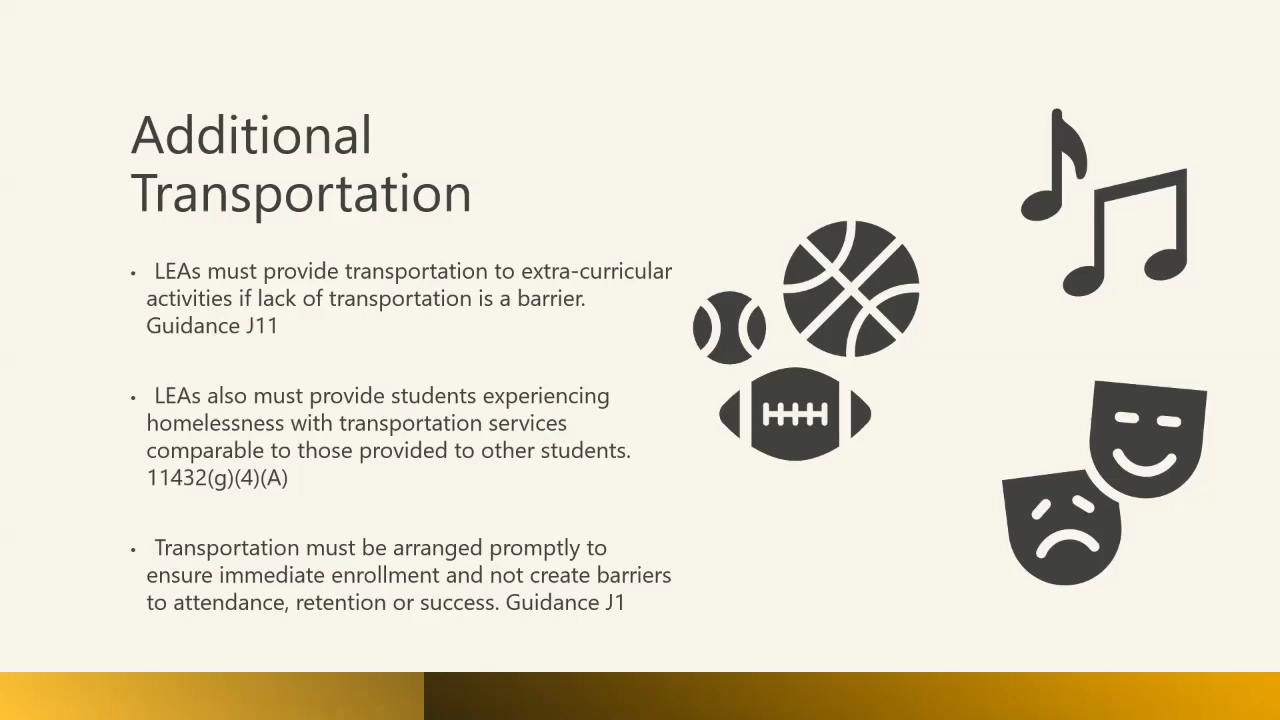 Additional
Transportation
• LEAs must provide transportation to extra-curricular
activities if lack of transportation is a barrier.
Guidance J11
• LEAs also must provide students experiencing
homelessness with transportation services
comparable to those provided to other students.
11432(g)(4)(A)
• Transportation must be arranged promptly to
ensure immediate enrollment and not create barriers
to attendance, retention or success. Guidance J1